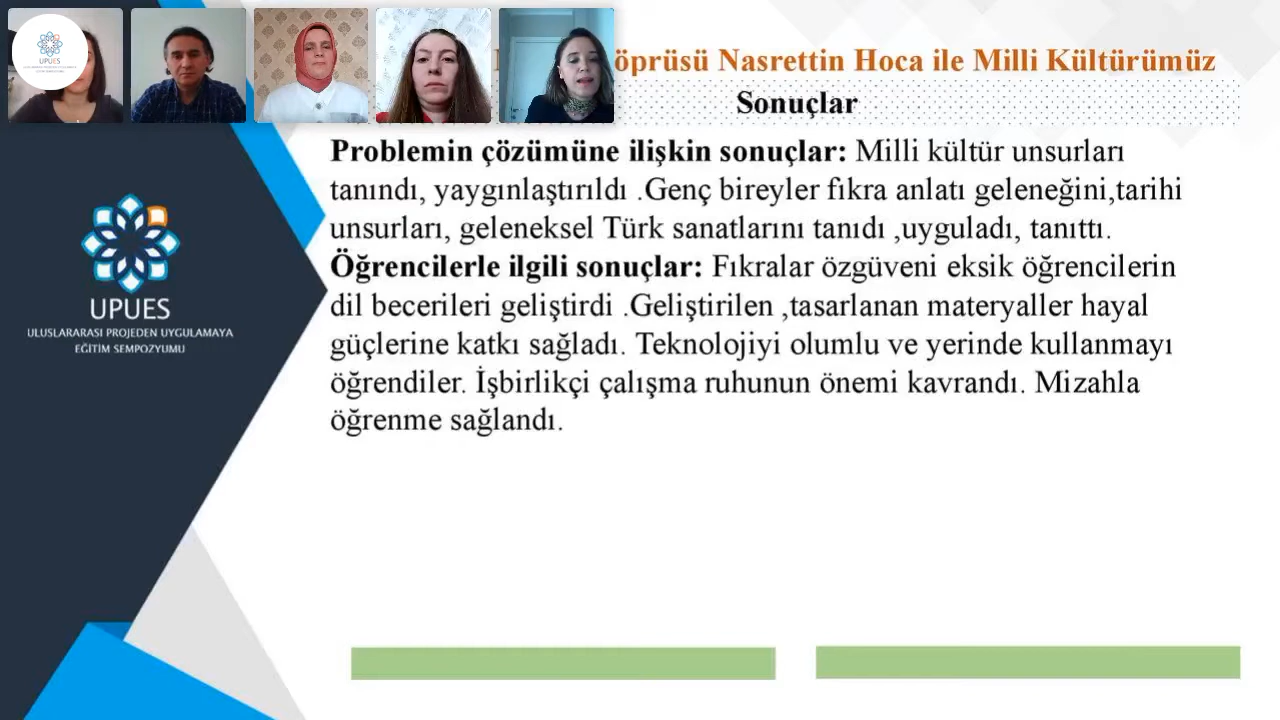 UPUES
öprüsü Nasrettin Hoca ile Milli Kültürümüz
Sonuçlar
Problemin çözümüne ilişkin sonuçlar: Milli kültür unsurları
tanındı, yaygınlaştırıldı .Genç bireyler fıkra anlatı geleneğini,tarihi
unsurları, geleneksel Türk sanatlarını tanıdı ,uyguladı, tanıttı.
Öğrencilerle ilgili sonuçlar: Fıkralar özgüveni eksik öğrencilerin
dil becerileri geliştirdi .Geliştirilen ,tasarlanan materyaller hayal
güçlerine katkı sağladı. Teknolojiyi olumlu ve yerinde kullanmayı
öğrendiler. İşbirlikçi çalışma ruhunun önemi kavrandı. Mizahla
öğrenme sağlandı.
UPUES
ULUSLARARASI PROJEDEN UYGULAMAYA
EĞİTİM SEMPOZYUMU